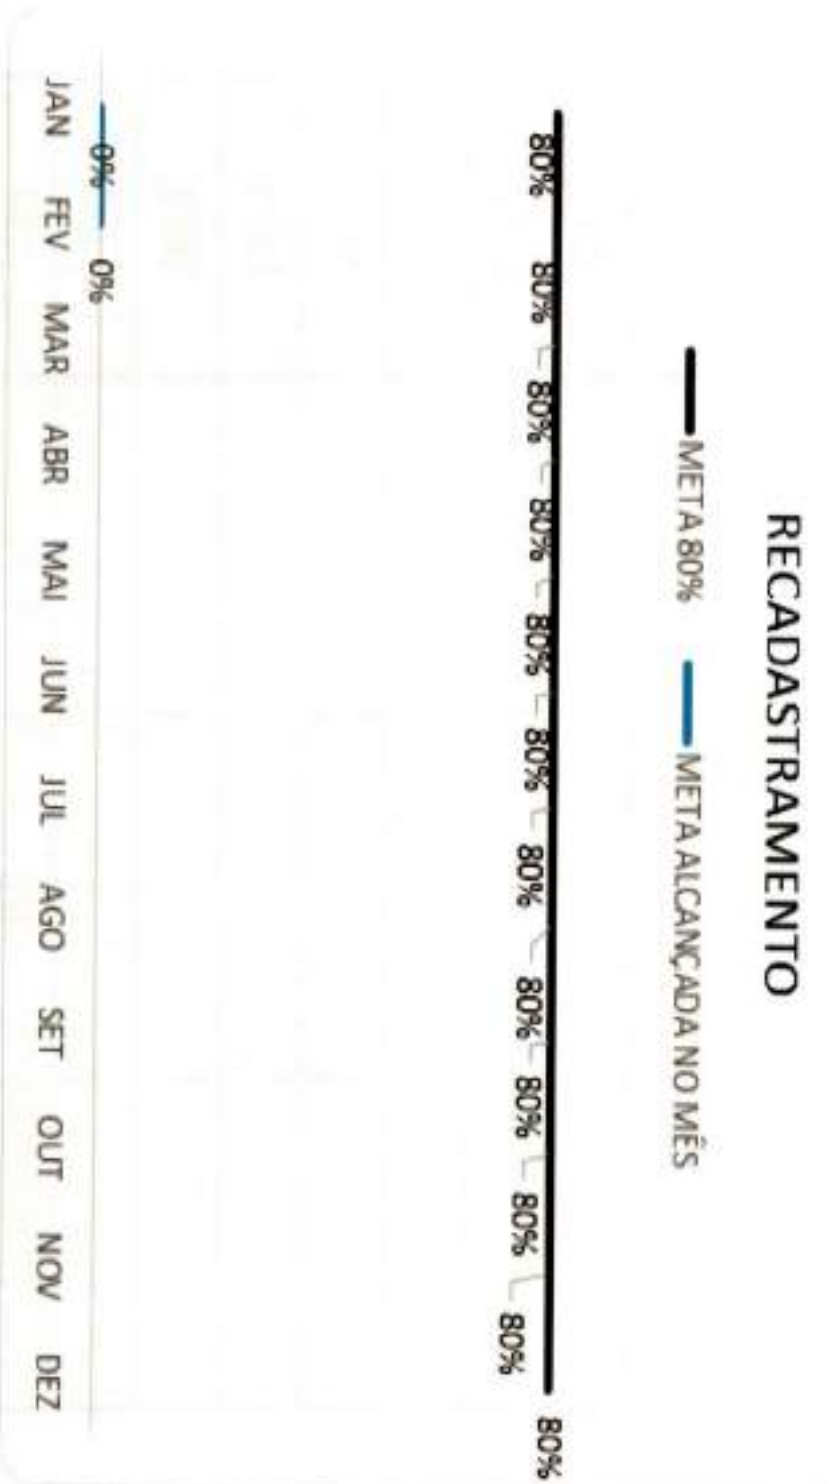 RECADASTRAMENTO
META 80% META ALCANÇADA NO MÊS
80% 80% 80% 80% 80% 80% 80% 80% 80% 80% 80% 80%
0% 0%
JAN FEV MAR ABR MAI JUN JUL AGO SET OUT NOV DEZ